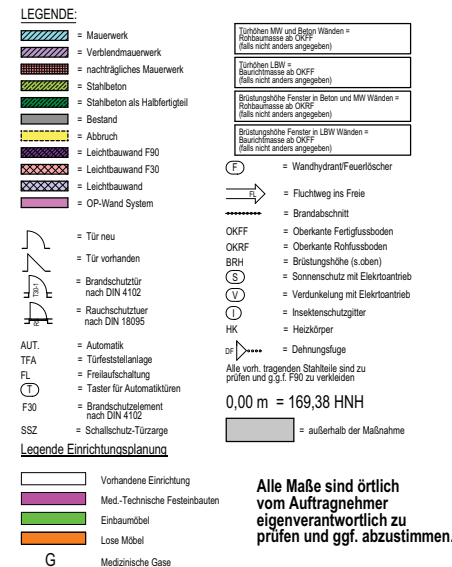 LEGENDE:
= Mauerwerk
= Verblendmauerwerk
= nachträgliches Mauerwerk
= Stahlbeton
= Stahlbeton als Halbfertigteil
= Bestand
= Abbruch
= Leichtbauwand F90
= Leichtbauwand F30
= Leichtbauwand
= OP-Wand System
= Tür neu
= Tür vorhanden
T30-1 = Brandschutztür
nach DIN 4102
RS = Rauchschutztuer
nach DIN 18095
AUT. = Automatik
TFA = Türfeststellanlage
FL = Freilaufschaltung
T = Taster für Automatiktüren
F30 = Brandschutzelement
nach DIN 4102
SSZ = Schallschutz-Türzarge
Legende Einrichtungsplanung
Vorhandene Einrichtung
Med.-Technische Festeinbauten
Einbaumöbel
Lose Möbel
G Medizinische Gase
Türhöhen MW und Beton Wänden =
Rohbaumasse ab OKFF
(falls nicht anders angegeben)
Türhöhen LBW =
Baurichtmasse ab OKFF
(falls nicht anders angegeben)
Brüstungshöhe Fenster in Beton und MW Wänden =
Rohbaumasse ab OKRF
(falls nicht anders angegeben)
Brüstungshöhe Fenster in LBW Wänden =
Baurichtmasse ab OKFF
(falls nicht anders angegeben)
F = Wandhydrant/Feuerlöscher
FL = Fluchtweg ins Freie
= Brandabschnitt
OKFF = Oberkante Fertigfussboden
OKRF = Oberkante Rohfussboden
BRH = Brüstungshöhe (s.oben)
S = Sonnenschutz mit Elekrtoantrieb
V = Verdunkelung mit Elekrtoantrieb
I = Insektenschutzgitter
HK = Heizkörper
DF = Dehnungsfuge
Alle vorh. tragenden Stahlteile sind zu
prüfen und g.g.f. F90 zu verkleiden
0,00 m = 169,38 HNH
= außerhalb der Maßnahme
Alle Maße sind örtlich
vom Auftragnehmer
eigenverantwortlich zu
prüfen und ggf. abzustimmen.